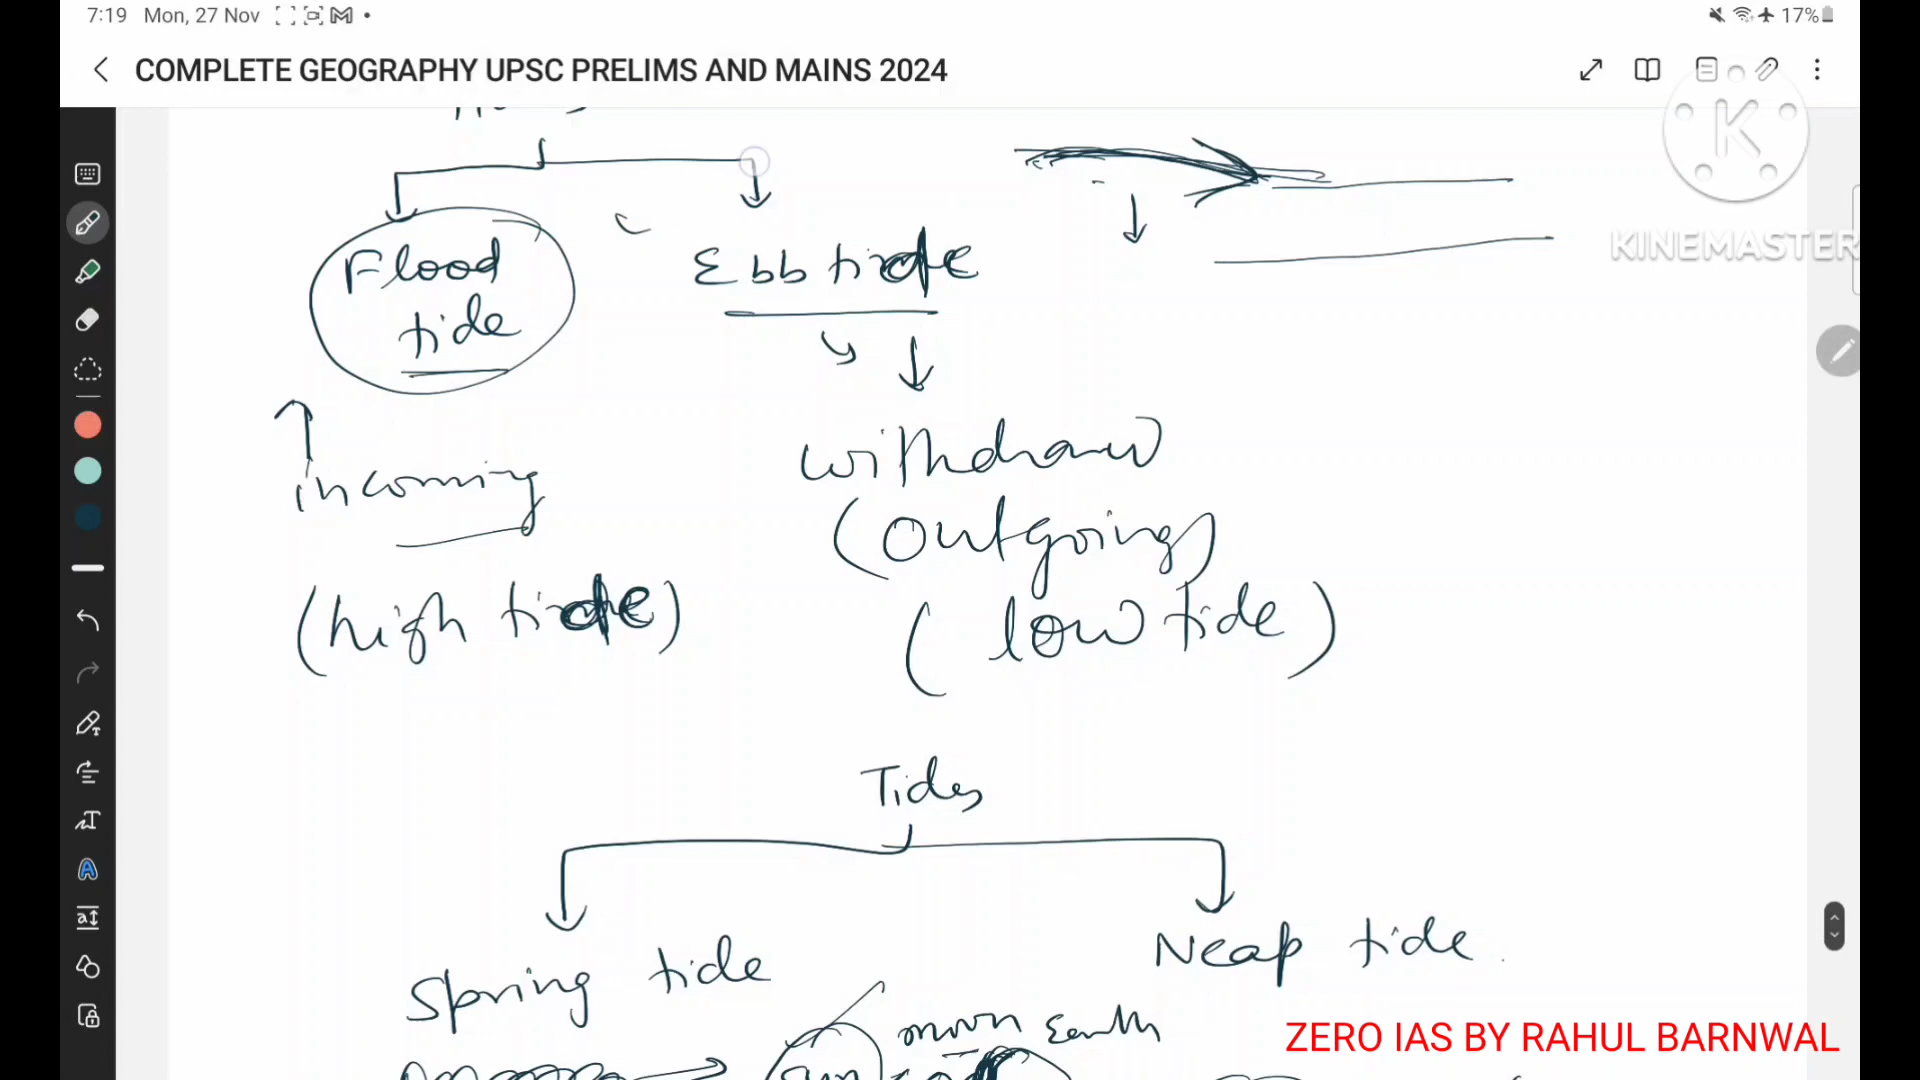 7:19 Mon, 27 Nov
17%
COMPLETE GEOGRAPHY UPSC PRELIMS AND MAINS 2024
K
KINEMASTER
Flood
tide
Ebb tide
incoming
withdraw
(outgoing)
(high tide)
(low tide)
Tides
Spring tide
Neap tide.
moon Earth
sun
ZERO IAS BY RAHUL BARNWAL